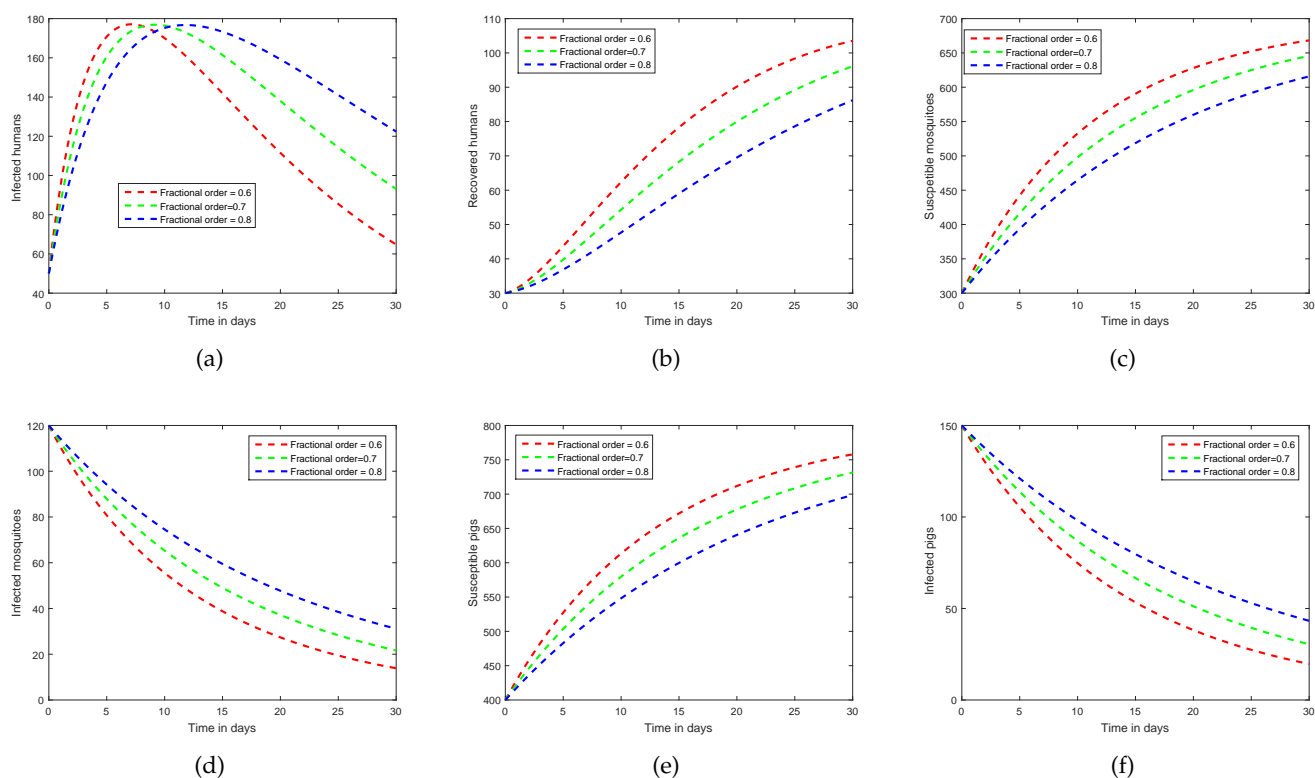 180
160
140
120
100
80
60
40
Infected humans
Fractional order = 0.6
Fractional order=0.7
Fractional order = 0.8
0 5 10 15 20 25 30
Time in days
(a)
110
100
90
80
70
60
50
40
30
Recovered humans
Fractional order = 0.6
Fractional order=0.7
Fractional order = 0.8
0 5 10 15 20 25 30
Time in days
(b)
700
650
600
550
500
450
400
350
300
Suscpetible mosquitoes
Fractional order = 0.6
Fractional order=0.7
Fractional order = 0.8
0 5 10 15 20 25 30
Time in days
(c)
120
100
80
60
40
20
0
Infected mosquitoes
Fractional order = 0.6
Fractional order=0.7
Fractional order = 0.8
0 5 10 15 20 25 30
Time in days
(d)
800
750
700
650
600
550
500
450
400
Susceptible pigs
Fractional order = 0.6
Fractional order=0.7
Fractional order = 0.8
0 5 10 15 20 25 30
Time in days
(e)
150
100
50
0
Infected pigs
Fractional order = 0.6
Fractional order=0.7
Fractional order = 0.8
0 5 10 15 20 25 30
Time in days
(f)